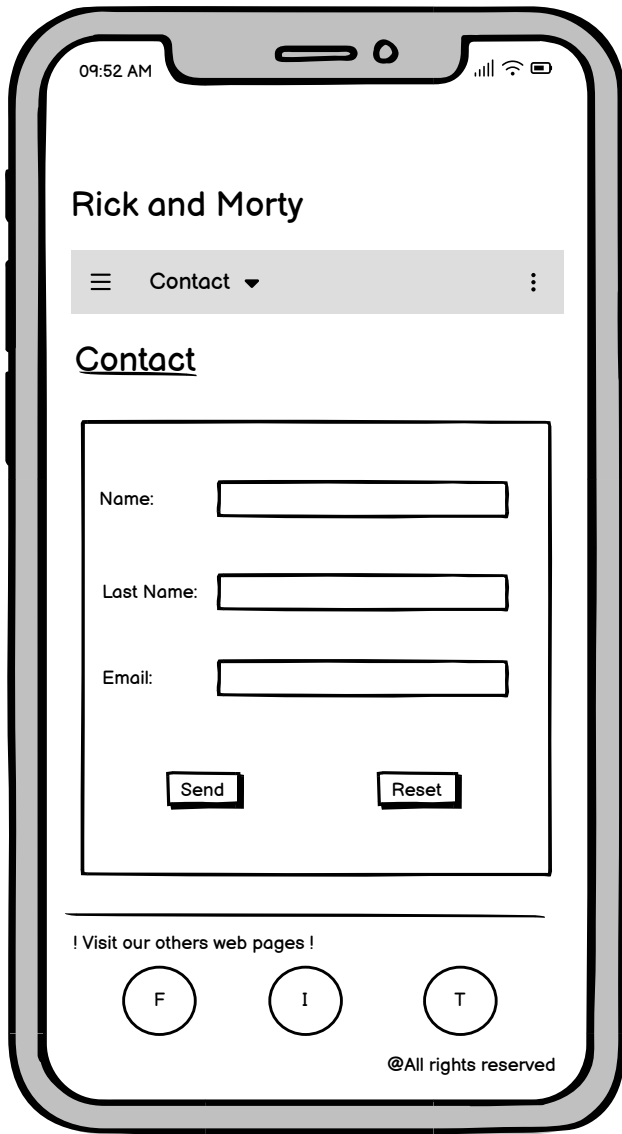 09:52 AM
Rick and Morty
Contact
Contact
Name:
Last Name:
Email:
Send Reset
! Visit our others web pages !
F I T
@All rights reserved